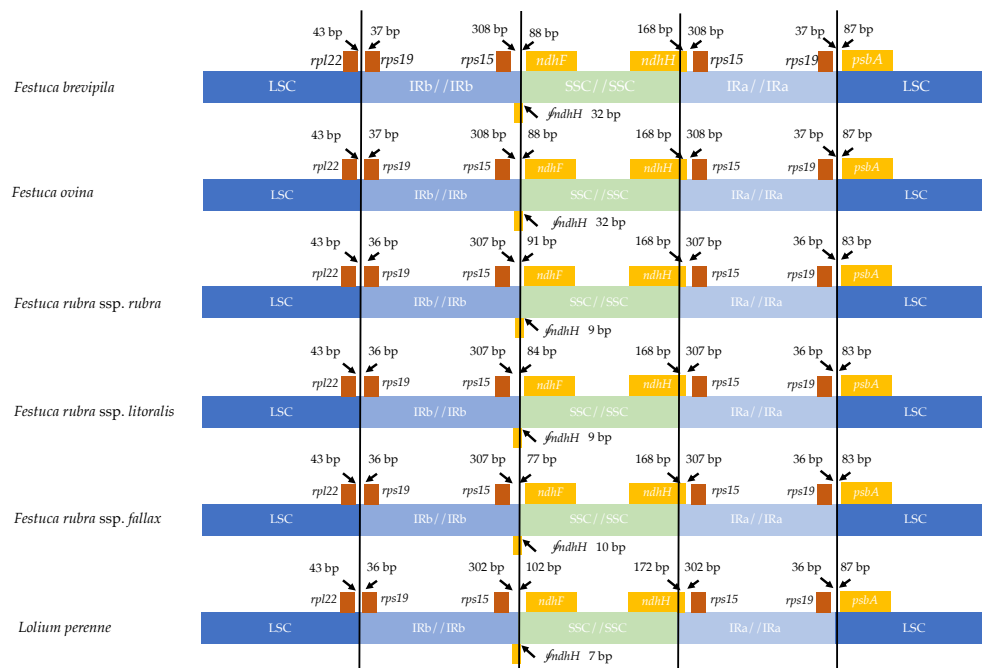 43 bp 37 bp 308 bp 88 bp 168 bp 308 bp 37 bp 87 bp
rpl22 rps19 rps15 ndhF ndhH rps15 rps19 psbA
Festuca brevipila LSC IRb//IRb SSC//SSC IRa//IRa LSC
ψndhH 32 bp
43 bp 37 bp 308 bp 88 bp 168 bp 308 bp 37 bp 87 bp
rpl22 rps19 rps15 ndhF ndhH rps15 rps19 psbA
Festuca ovina LSC IRb//IRb SSC//SSC IRa//IRa LSC
ψndhH 32 bp
43 bp 36 bp 307 bp 91 bp 168 bp 307 bp 36 bp 83 bp
rpl22 rps19 rps15 ndhF ndhH rps15 rps19 psbA
Festuca rubra ssp. rubra LSC IRb//IRb SSC//SSC IRa//IRa LSC
ψndhH 9 bp
43 bp 36 bp 307 bp 84 bp 168 bp 307 bp 36 bp 83 bp
rpl22 rps19 rps15 ndhF ndhH rps15 rps19 psbA
Festuca rubra ssp. litoralis LSC IRb//IRb SSC//SSC IRa//IRa LSC
ψndhH 9 bp
43 bp 36 bp 307 bp 77 bp 168 bp 307 bp 36 bp 83 bp
rpl22 rps19 rps15 ndhF ndhH rps15 rps19 psbA
Festuca rubra ssp. fallax LSC IRb//IRb SSC//SSC IRa//IRa LSC
ψndhH 10 bp
43 bp 36 bp 302 bp 102 bp 172 bp 302 bp 36 bp 87 bp
rpl22 rps19 rps15 ndhF ndhH rps15 rps19 psbA
Lolium perenne LSC IRb//IRb SSC//SSC IRa//IRa LSC
ψndhH 7 bp